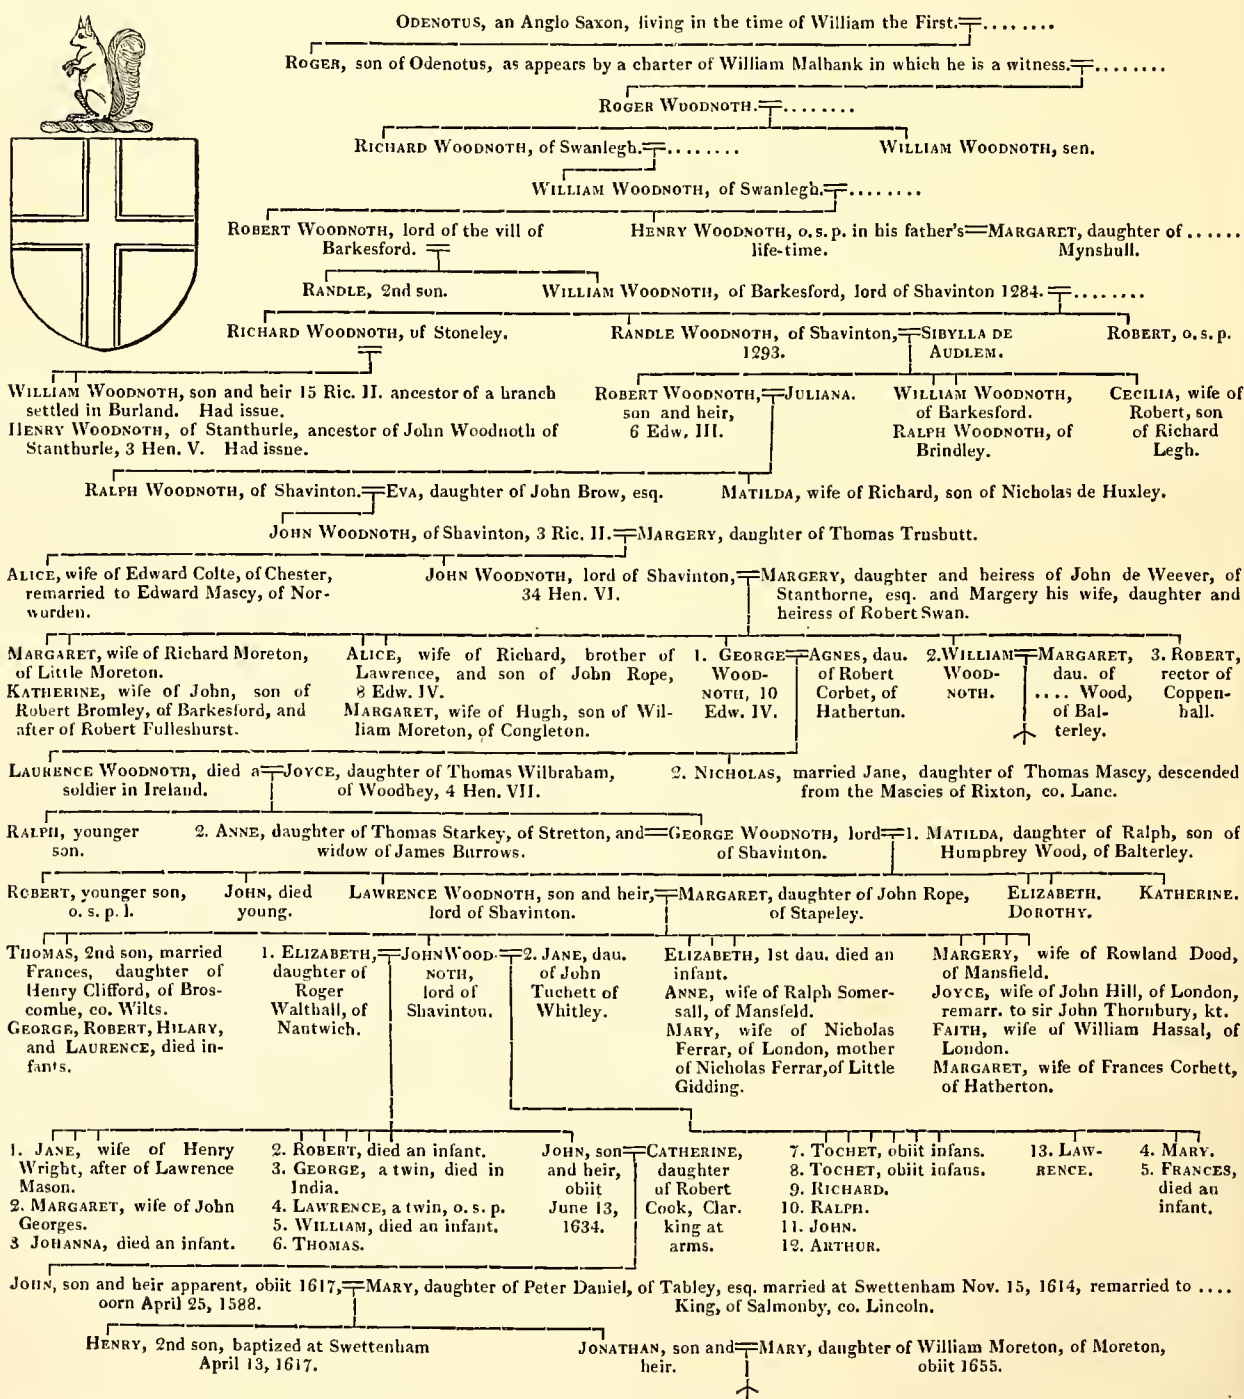 ODENOTUS, an Anglo Saxon, living in the time of William the First.=........
ROGER, son of Odenotus, as appears by a charter of William Malhank in which he is a witness.=........
ROGER WOODNOTH.=........
RICHARD WOODNOTH, of Swanlegh.=........
WILLIAM WOODNOTH, sen.
WILLIAM WOODNOTH, of Swanlegh.=........
ROBERT WOODNOTH, lord of the vill of
Barkesford. =
HENRY WOODNOTH, o. s. p. in his father's=MARGARET, daughter of ......
life-time. Mynshull.
RANDLE, 2nd son.
WILLIAM WOODNOTH, of Barkesford, lord of Shavinton 1284.=........
RICHARD WOODNOTH, of Stoneley.
=
RANDLE WOODNOTH, of Shavinton,=SIBYLLA DE
1293. AUDLEM.
ROBERT, o. s. p.
WILLIAM WOODNOTH, son and heir 15 Ric. II. ancestor of a branch
settled in Burland. Had issue.
HENRY WOODNOTH, of Stanthurle, ancestor of John Woodnoth of
Stanthurle, 3 Hen. V. Had issue.
ROBERT WOODNOTH,=JULIANA.
son and heir,
6 Edw. III.
WILLIAM WOODNOTH,
of Barkesford.
RALPH WOODNOTH, of
Brindley.
CECILIA, wife of
Robert, son
of Richard
Legh.
RALPH WOODNOTH, of Shavinton.=EVA, daughter of John Brow, esq.
MATILDA, wife of Richard, son of Nicholas de Huxley.
JOHN WOODNOTH, of Shavinton, 3 Ric. II.=MARGERY, daughter of Thomas Trusbutt.
ALICE, wife of Edward Colte, of Chester,
remarried to Edward Mascy, of Nor-
wurden.
JOHN WOODNOTH, lord of Shavinton,=MARGERY, daughter and heiress of John de Weever, of
34 Hen. VI. Stanthorne, esq. and Margery his wife, daughter and
heiress of Robert Swan.
MARGARET, wife of Richard Moreton,
of Little Moreton.
KATHERINE, wife of John, son of
Robert Bromley, of Barkesford, and
after of Robert Fulleshurst.
ALICE, wife of Richard, brother of
Lawrence, and son of John Rope,
8 Edw. IV.
MARGARET, wife of Hugh, son of Wil-
liam Moreton, of Congleton.
1. GEORGE=
WOOD-
NOTH, 10
Edw. IV.
AGNES, dau.
of Robert
Corbet, of
Hathertun.
2. WILLIAM=
WOOD-
NOTH.
MARGARET,
dau. of
.... Wood,
of Bal-
terley.
3. ROBERT,
rector of
Coppen-
hall.
LAURENCE WOODNOTH, died a=JOYCE, daughter of Thomas Wilbraham,
soldier in Ireland. of Woodhey, 4 Hen. VII.
2. NICHOLAS, married Jane, daughter of Thomas Mascy, descended
from the Mascies of Rixton, co. Lanc.
RALPH, younger
son.
2. ANNE, daughter of Thomas Starkey, of Stretton, and=GEORGE WOODNOTH, lord=1. MATILDA, daughter of Ralph, son of
widow of James Burrows. of Shavinton. Humphrey Wood, of Balterley.
ROBERT, younger son,
o. s. p. l.
JOHN, died
young.
LAWRENCE WOODNOTH, son and heir,=MARGARET, daughter of John Rope,
lord of Shavinton. of Stapeley.
ELIZABETH.
DOROTHY.
KATHERINE.
THOMAS, 2nd son, married
Frances, daughter of
Henry Clifford, of Bros-
combe, co. Wilts.
GEORGE, ROBERT, HILARY,
and LAURENCE, died in-
fants.
1. ELIZABETH,=
daughter of
Roger
Walthall, of
Nantwich.
JOHN WOOD-=
NOTH,
lord of
Shavinton.
2. JANE, dau.
of John
Tuchett of
Whitley.
ELIZABETH, 1st dau. died an
infant.
ANNE, wife of Ralph Somer-
sall, of Mansfeld.
MARY, wife of Nicholas
Ferrar, of London, mother
of Nicholas Ferrar, of Little
Gidding.
MARGERY, wife of Rowland Dood,
of Mansfield.
JOYCE, wife of John Hill, of London,
remarr. to sir John Thornbury, kt.
FAITH, wife of William Hassal, of
London.
MARGARET, wife of Frances Corbett,
of Hatherton.
1. JANE, wife of Henry
Wright, after of Lawrence
Mason.
2. MARGARET, wife of John
Georges.
3 JOHANNA, died an infant.
2. ROBERT, died an infant.
3. GEORGE, a twin, died in
India.
4. LAWRENCE, a twin, o. s. p.
5. WILLIAM, died an infant.
6. THOMAS.
JOHN, son=
and heir,
obiit
June 13,
1634.
CATHERINE,
daughter
of Robert
Cook, Clar.
king at
arms.
7. TOCHET, obiit infans.
8. TOCHET, obiit infans.
9. RICHARD.
10. RALPH.
11. JOHN.
12. ARTHUR.
13. LAW-
RENCE.
4. MARY.
5. FRANCES,
died an
infant.
JOHN, son and heir apparent, obiit 1617,=MARY, daughter of Peter Daniel, of Tabley, esq. married at Swettenham Nov. 15, 1614, remarried to ....
born April 25, 1588. King, of Salmonby, co. Lincoln.
HENRY, 2nd son, baptized at Swettenham
April 13, 1617.
JONATHAN, son and=MARY, daughter of William Moreton, of Moreton,
heir. obiit 1655.